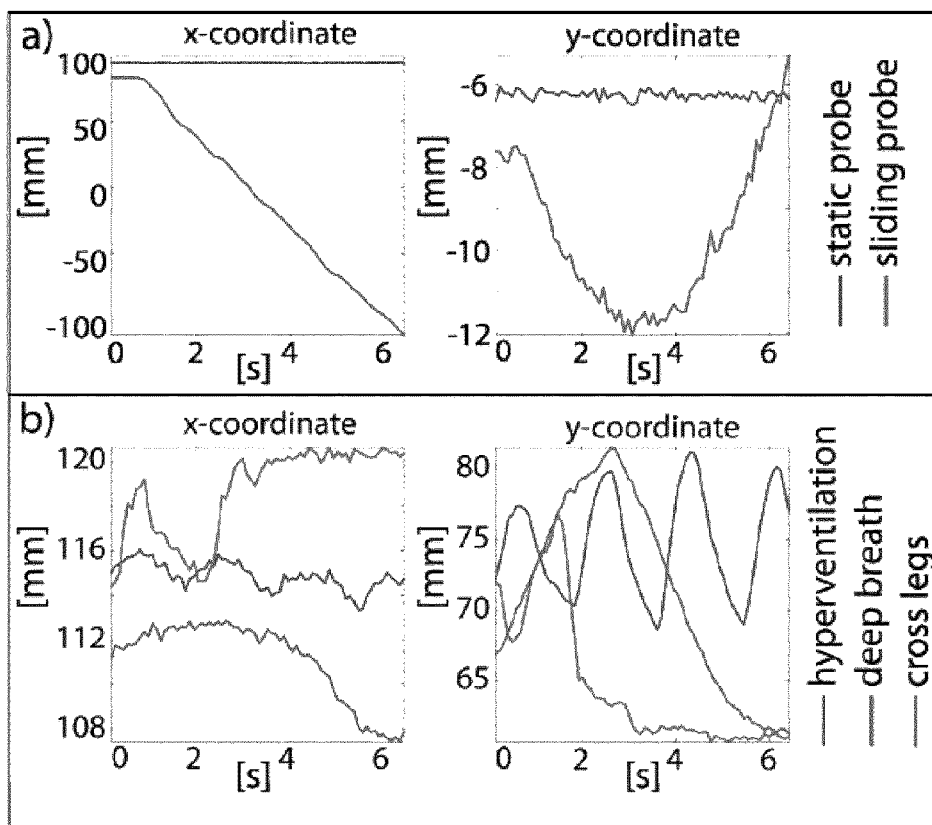 a)
x-coordinate
y-coordinate
100
50
0
-50
-100
[mm]
0 2 4 6
[s]
-6
-8
-10
-12
[mm]
0 2 4 6
[s]
static probe
sliding probe
b)
x-coordinate
y-coordinate
120
116
112
108
[mm]
0 2 4 6
[s]
80
75
70
65
[mm]
0 2 4 6
[s]
hyperventilation
deep breath
cross legs